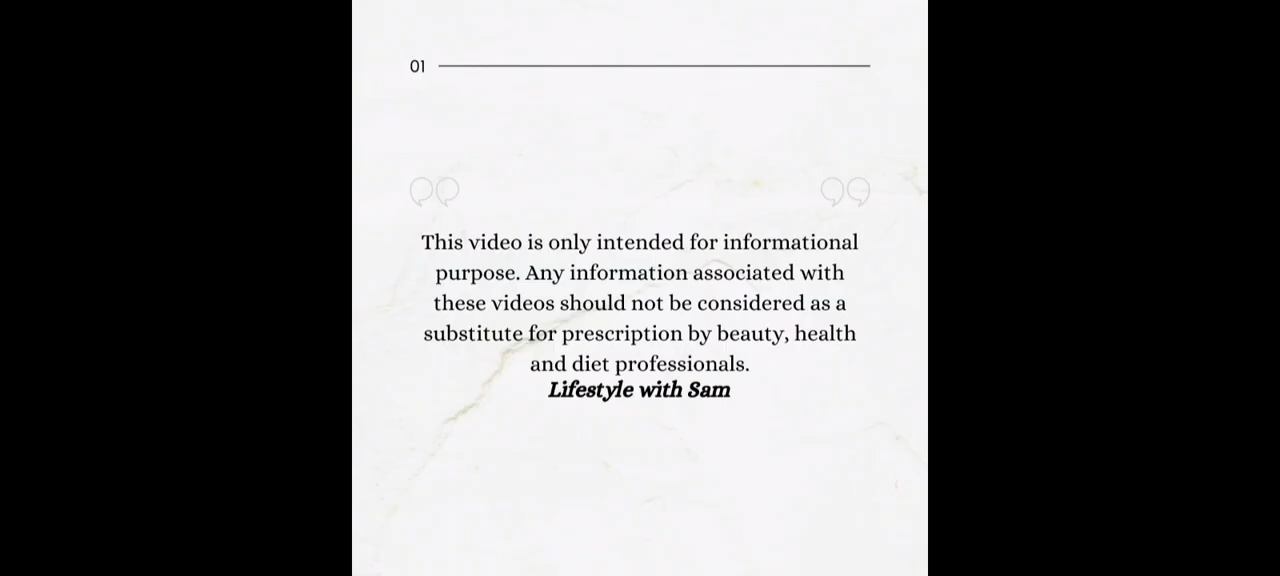 01
This video is only intended for informational
purpose. Any information associated with
these videos should not be considered as a
substitute for prescription by beauty, health
and diet professionals.
Lifestyle with Sam